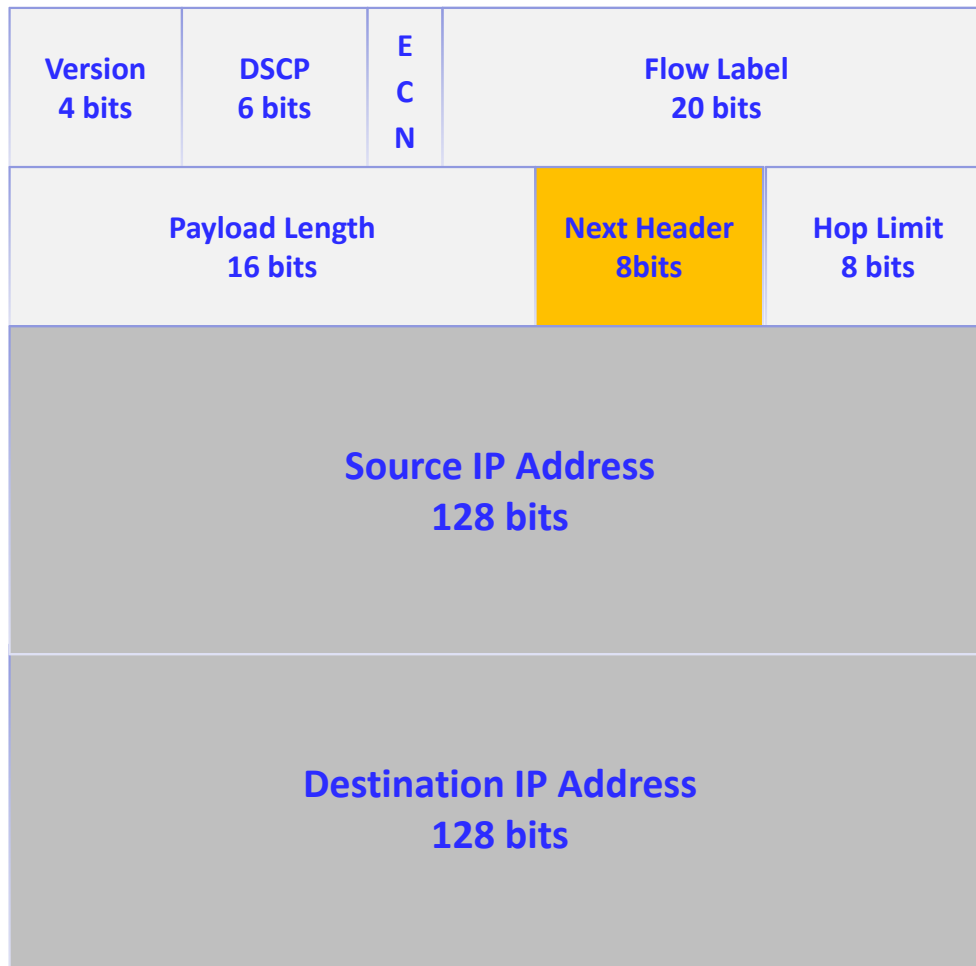 Version
4 bits
DSCP
6 bits
E
C
N
Flow Label
20 bits
Payload Length
16 bits
Next Header
8bits
Hop Limit
8 bits
Source IP Address
128 bits
Destination IP Address
128 bits